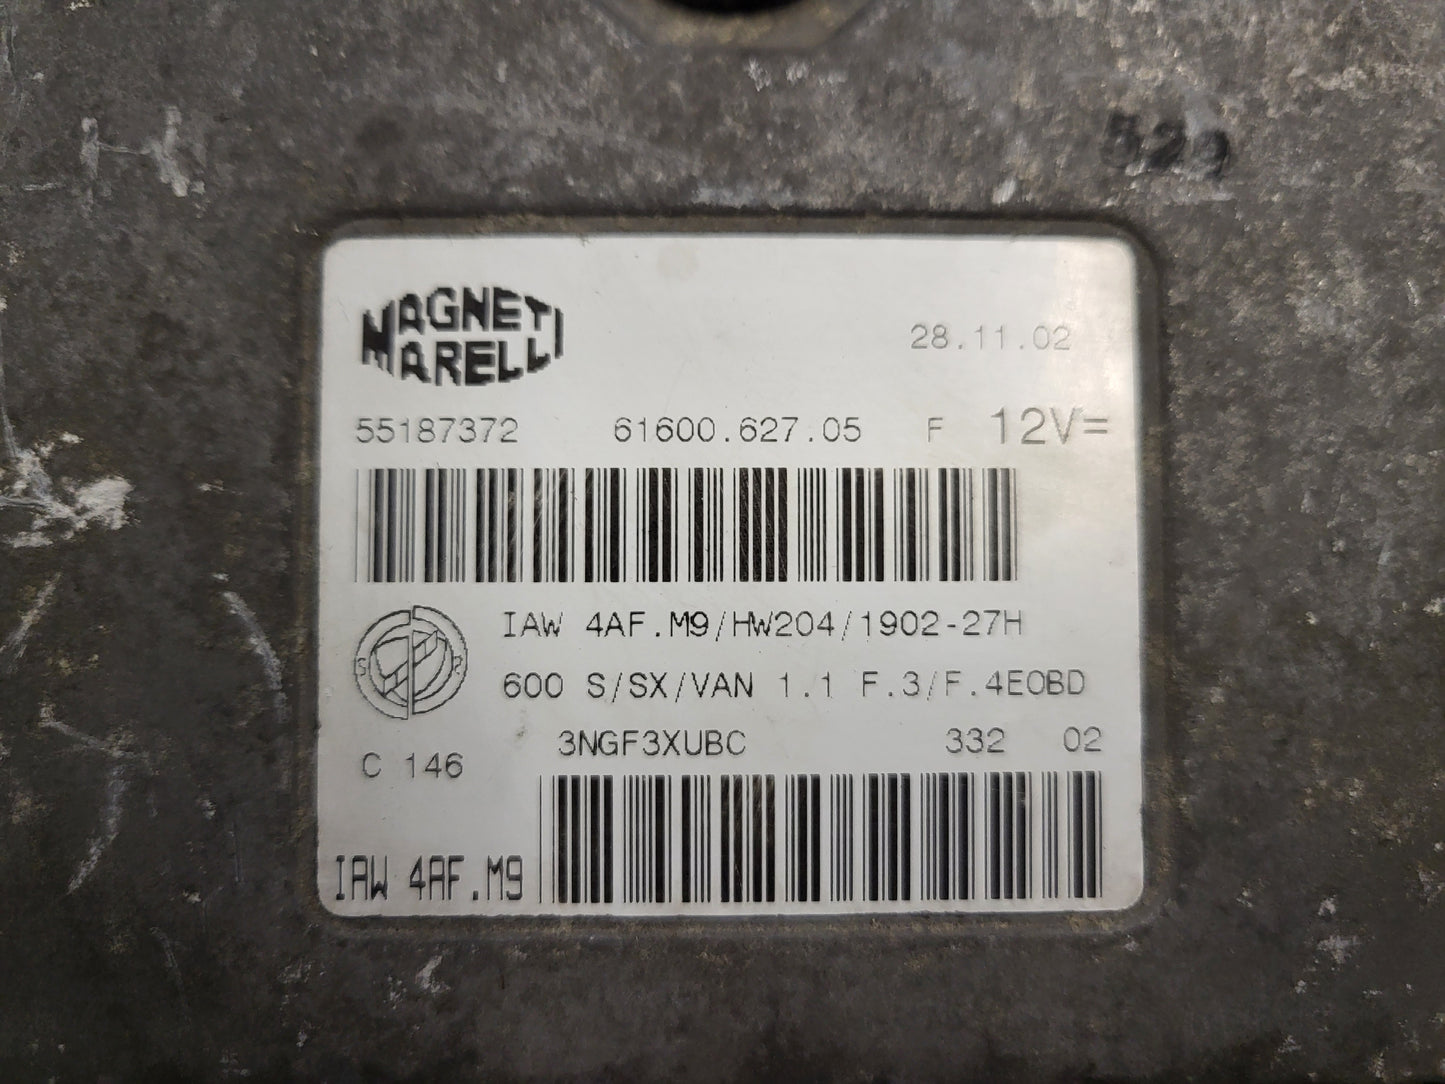 529
MAGNETI
MARELLI
28.11.02
55187372 61600.627.05 F 12V=
IAW 4AF.M9/HW204/1902-27H
600 S/SX/VAN 1.1 F.3/F.4EOBD
3NGF3XUBC 332 02
C 146
IAW 4AF.M9